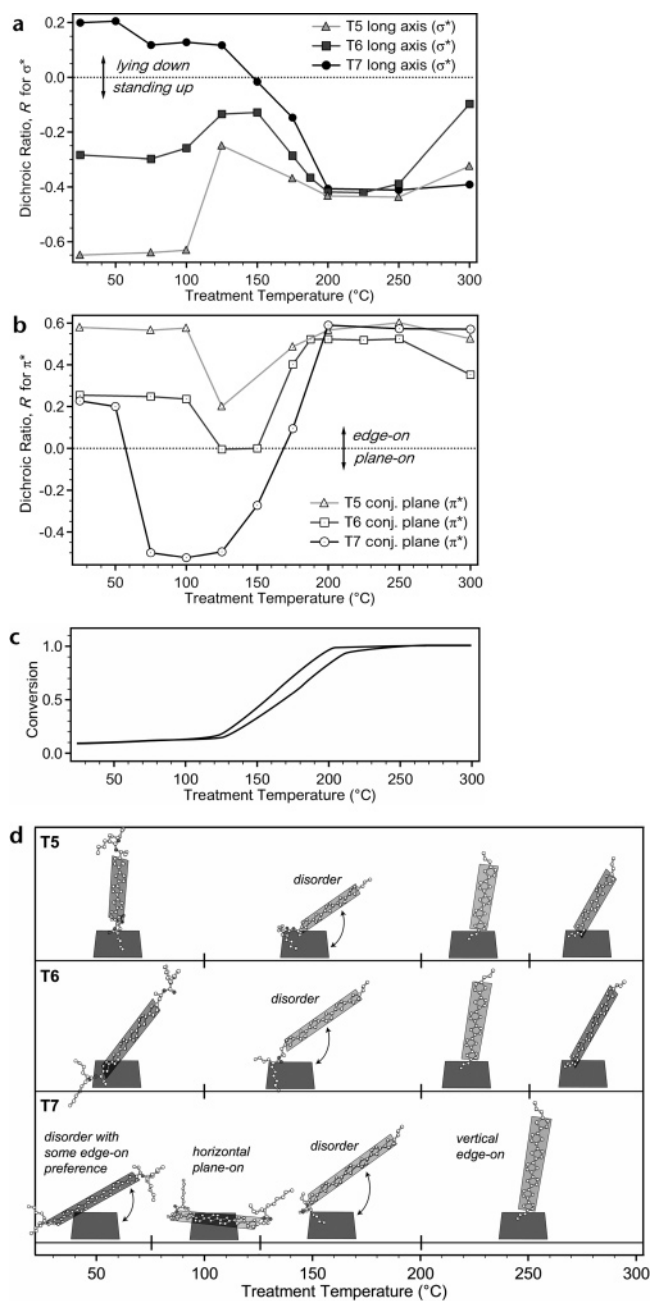 a
0.2
0.0
-0.2
-0.4
-0.6
Dichroic Ratio, R for σ*
T5 long axis (σ*)
T6 long axis (σ*)
T7 long axis (σ*)
lying down
standing up
50
100
150
200
250
300
Treatment Temperature (°C)
b
0.6
0.4
0.2
0.0
-0.2
-0.4
Dichroic Ratio, R for π*
edge-on
plane-on
T5 conj. plane (π*)
T6 conj. plane (π*)
T7 conj. plane (π*)
50
100
150
200
250
300
Treatment Temperature (°C)
c
1.0
0.5
0.0
Conversion
50
100
150
200
250
300
Treatment Temperature (°C)
d
T5
disorder
T6
disorder
T7
disorder with
some edge-on
preference
horizontal
plane-on
disorder
vertical
edge-on
50
100
150
200
250
300
Treatment Temperature (°C)